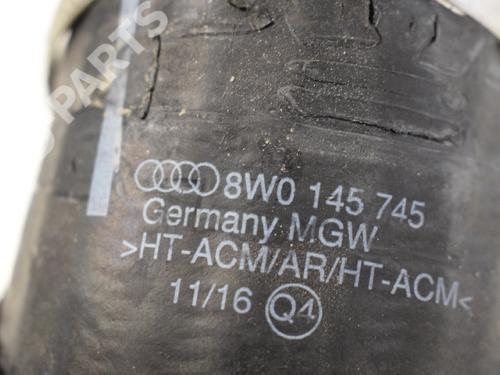 PARTS
8W0 145 745
Germany MGW
>HT-ACM/AR/HT-ACM<
11/16 Q4